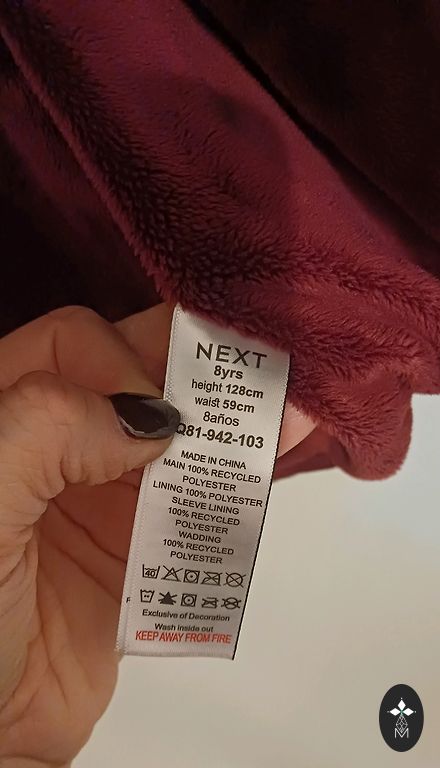 NEXT
8yrs
height 128cm
waist 59cm
8años
Q81-942-103
MADE IN CHINA
MAIN 100% RECYCLED
POLYESTER
LINING 100% POLYESTER
SLEEVE LINING
100% RECYCLED
POLYESTER
WADDING
100% RECYCLED
POLYESTER
40
Exclusive of Decoration
Wash inside out
KEEP AWAY FROM FIRE
M